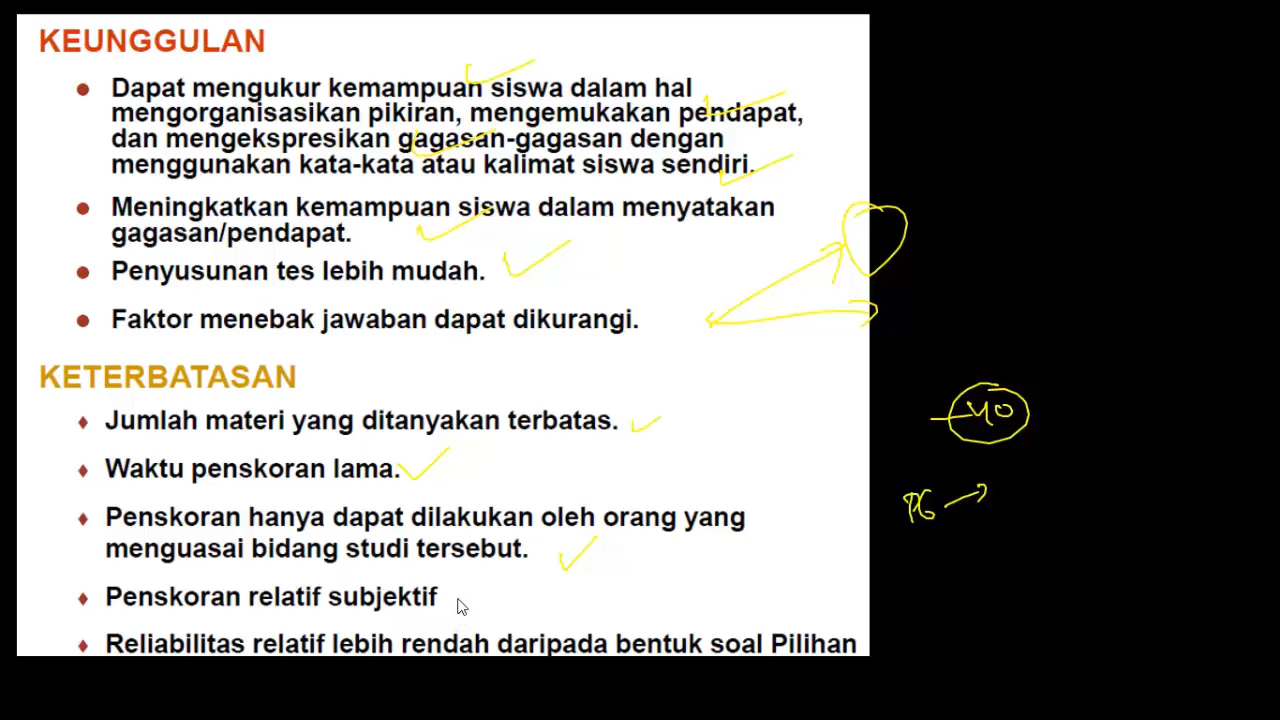 KEUNGGULAN
Dapat mengukur kemampuan siswa dalam hal
mengorganisasikan pikiran, mengemukakan pendapat,
dan mengekspresikan gagasan-gagasan dengan
menggunakan kata-kata atau kalimat siswa sendiri.
Meningkatkan kemampuan siswa dalam menyatakan
gagasan/pendapat.
Penyusunan tes lebih mudah.
Faktor menebak jawaban dapat dikurangi.
KETERBATASAN
Jumlah materi yang ditanyakan terbatas.
40
Waktu penskoran lama.
PG
Penskoran hanya dapat dilakukan oleh orang yang
menguasai bidang studi tersebut.
Penskoran relatif subjektif
Reliabilitas relatif lebih rendah daripada bentuk soal Pilihan